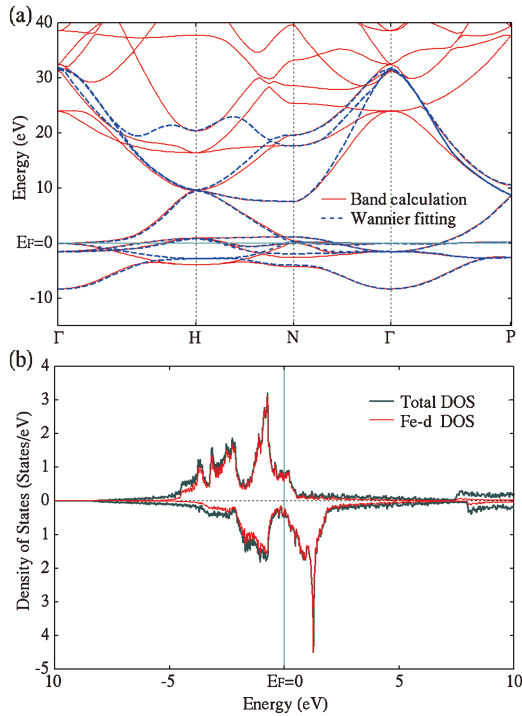 (a)
40
30
20
10
EF=0
-10
Energy (eV)
Band calculation
Wannier fitting
Γ H N Γ P
(b)
4
3
2
1
0
1
2
3
4
-5
Density of States (States/eV)
Total DOS
Fe-d DOS
10 -5 EF=0 5 10
Energy (eV)